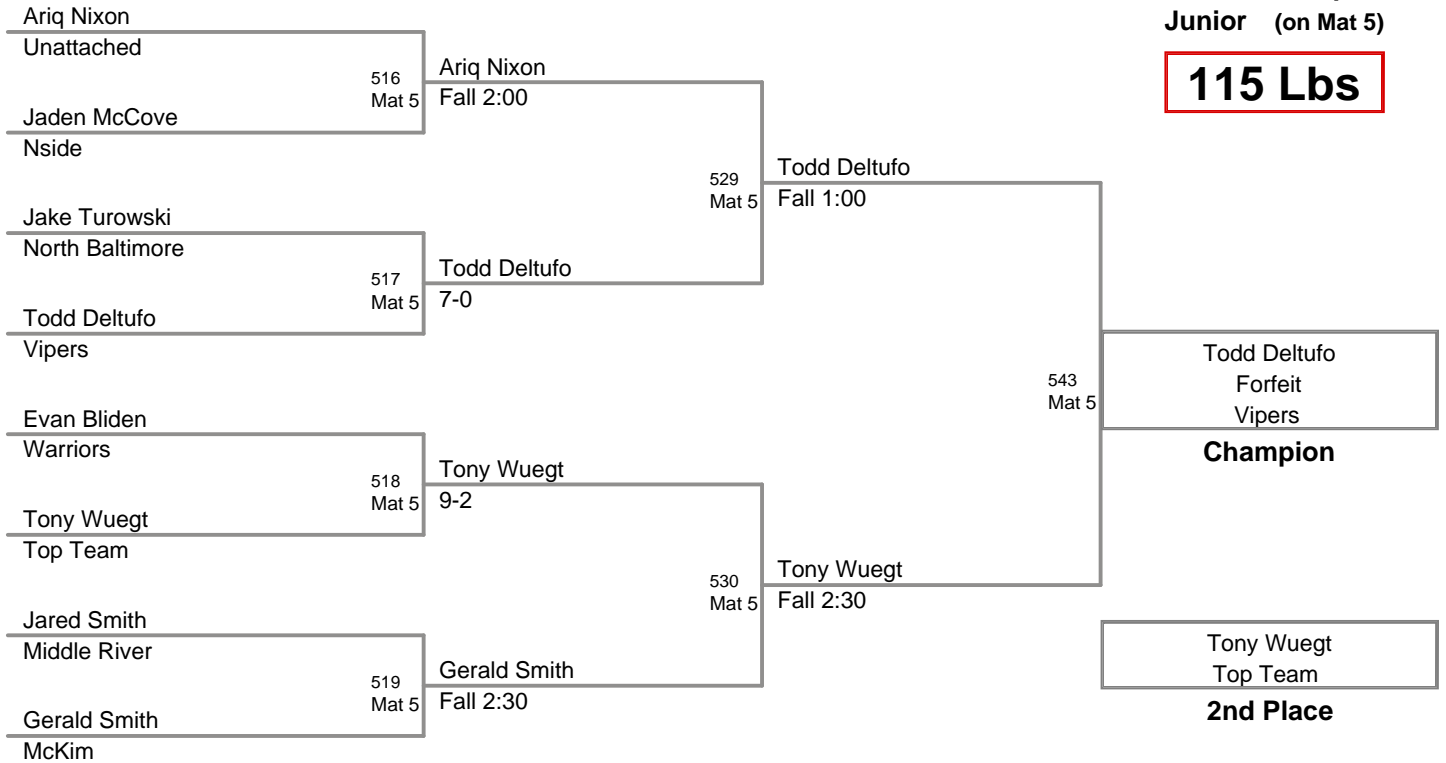 Junior (on Mat 5)
115 Lbs
Ariq Nixon
Unattached
516
Mat 5
Jaden McCove
Nside
Ariq Nixon
Fall 2:00
Jake Turowski
North Baltimore
517
Mat 5
Todd Deltufo
Vipers
Todd Deltufo
7-0
529
Mat 5
Todd Deltufo
Fall 1:00
Evan Bliden
Warriors
518
Mat 5
Tony Wuegt
Top Team
Tony Wuegt
9-2
Jared Smith
Middle River
519
Mat 5
Gerald Smith
McKim
Gerald Smith
Fall 2:30
530
Mat 5
Tony Wuegt
Fall 2:30
543
Mat 5
Todd Deltufo
Forfeit
Vipers
Champion
Tony Wuegt
Top Team
2nd Place